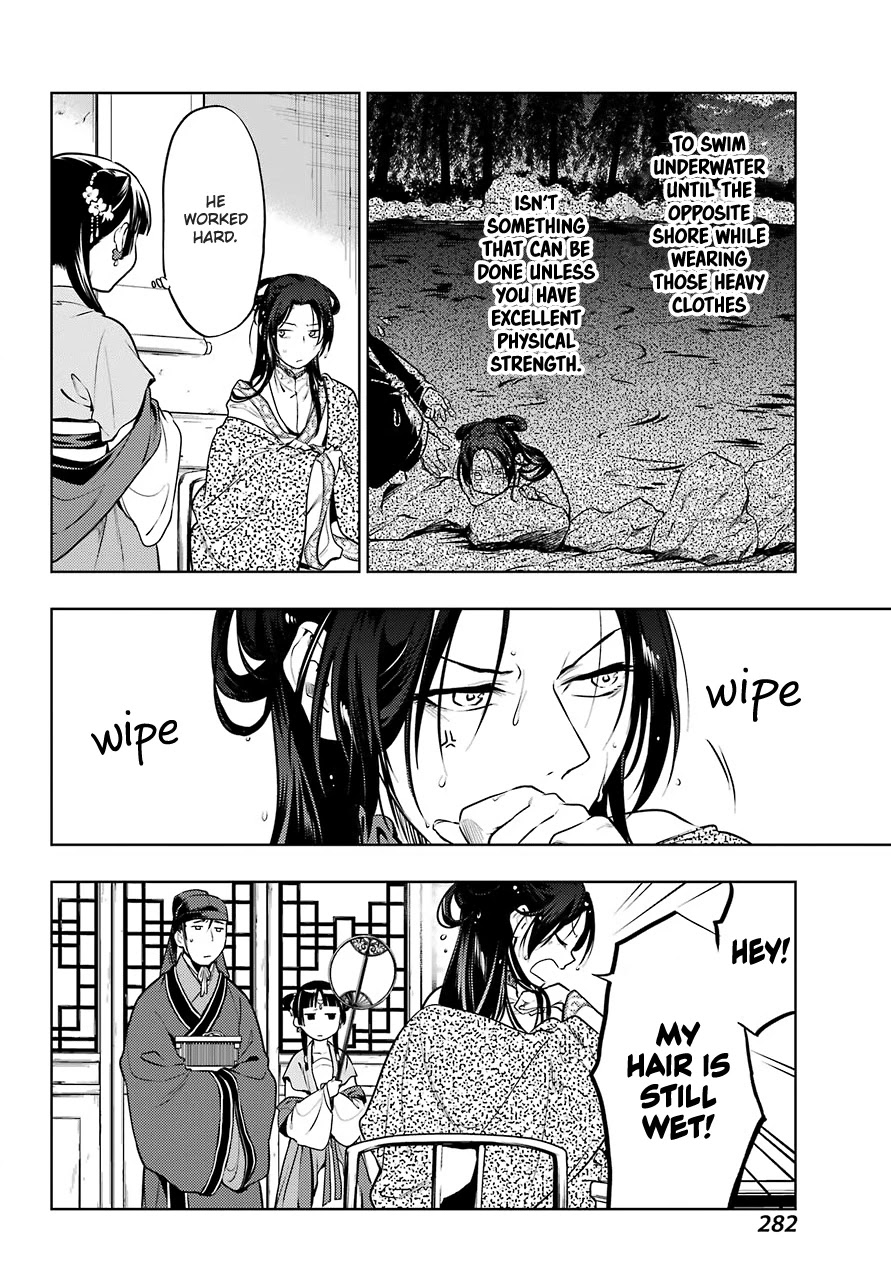 TO SWIM
UNDERWATER
UNTIL THE
OPPOSITE
SHORE WHILE
WEARING
THOSE HEAVY
CLOTHES
ISN'T
SOMETHING
THAT CAN BE
DONE UNLESS
YOU HAVE
EXCELLENT
PHYSICAL
STRENGTH.
HE
WORKED
HARD.
wipe
wipe
HEY!
MY
HAIR IS
STILL
WET!
282